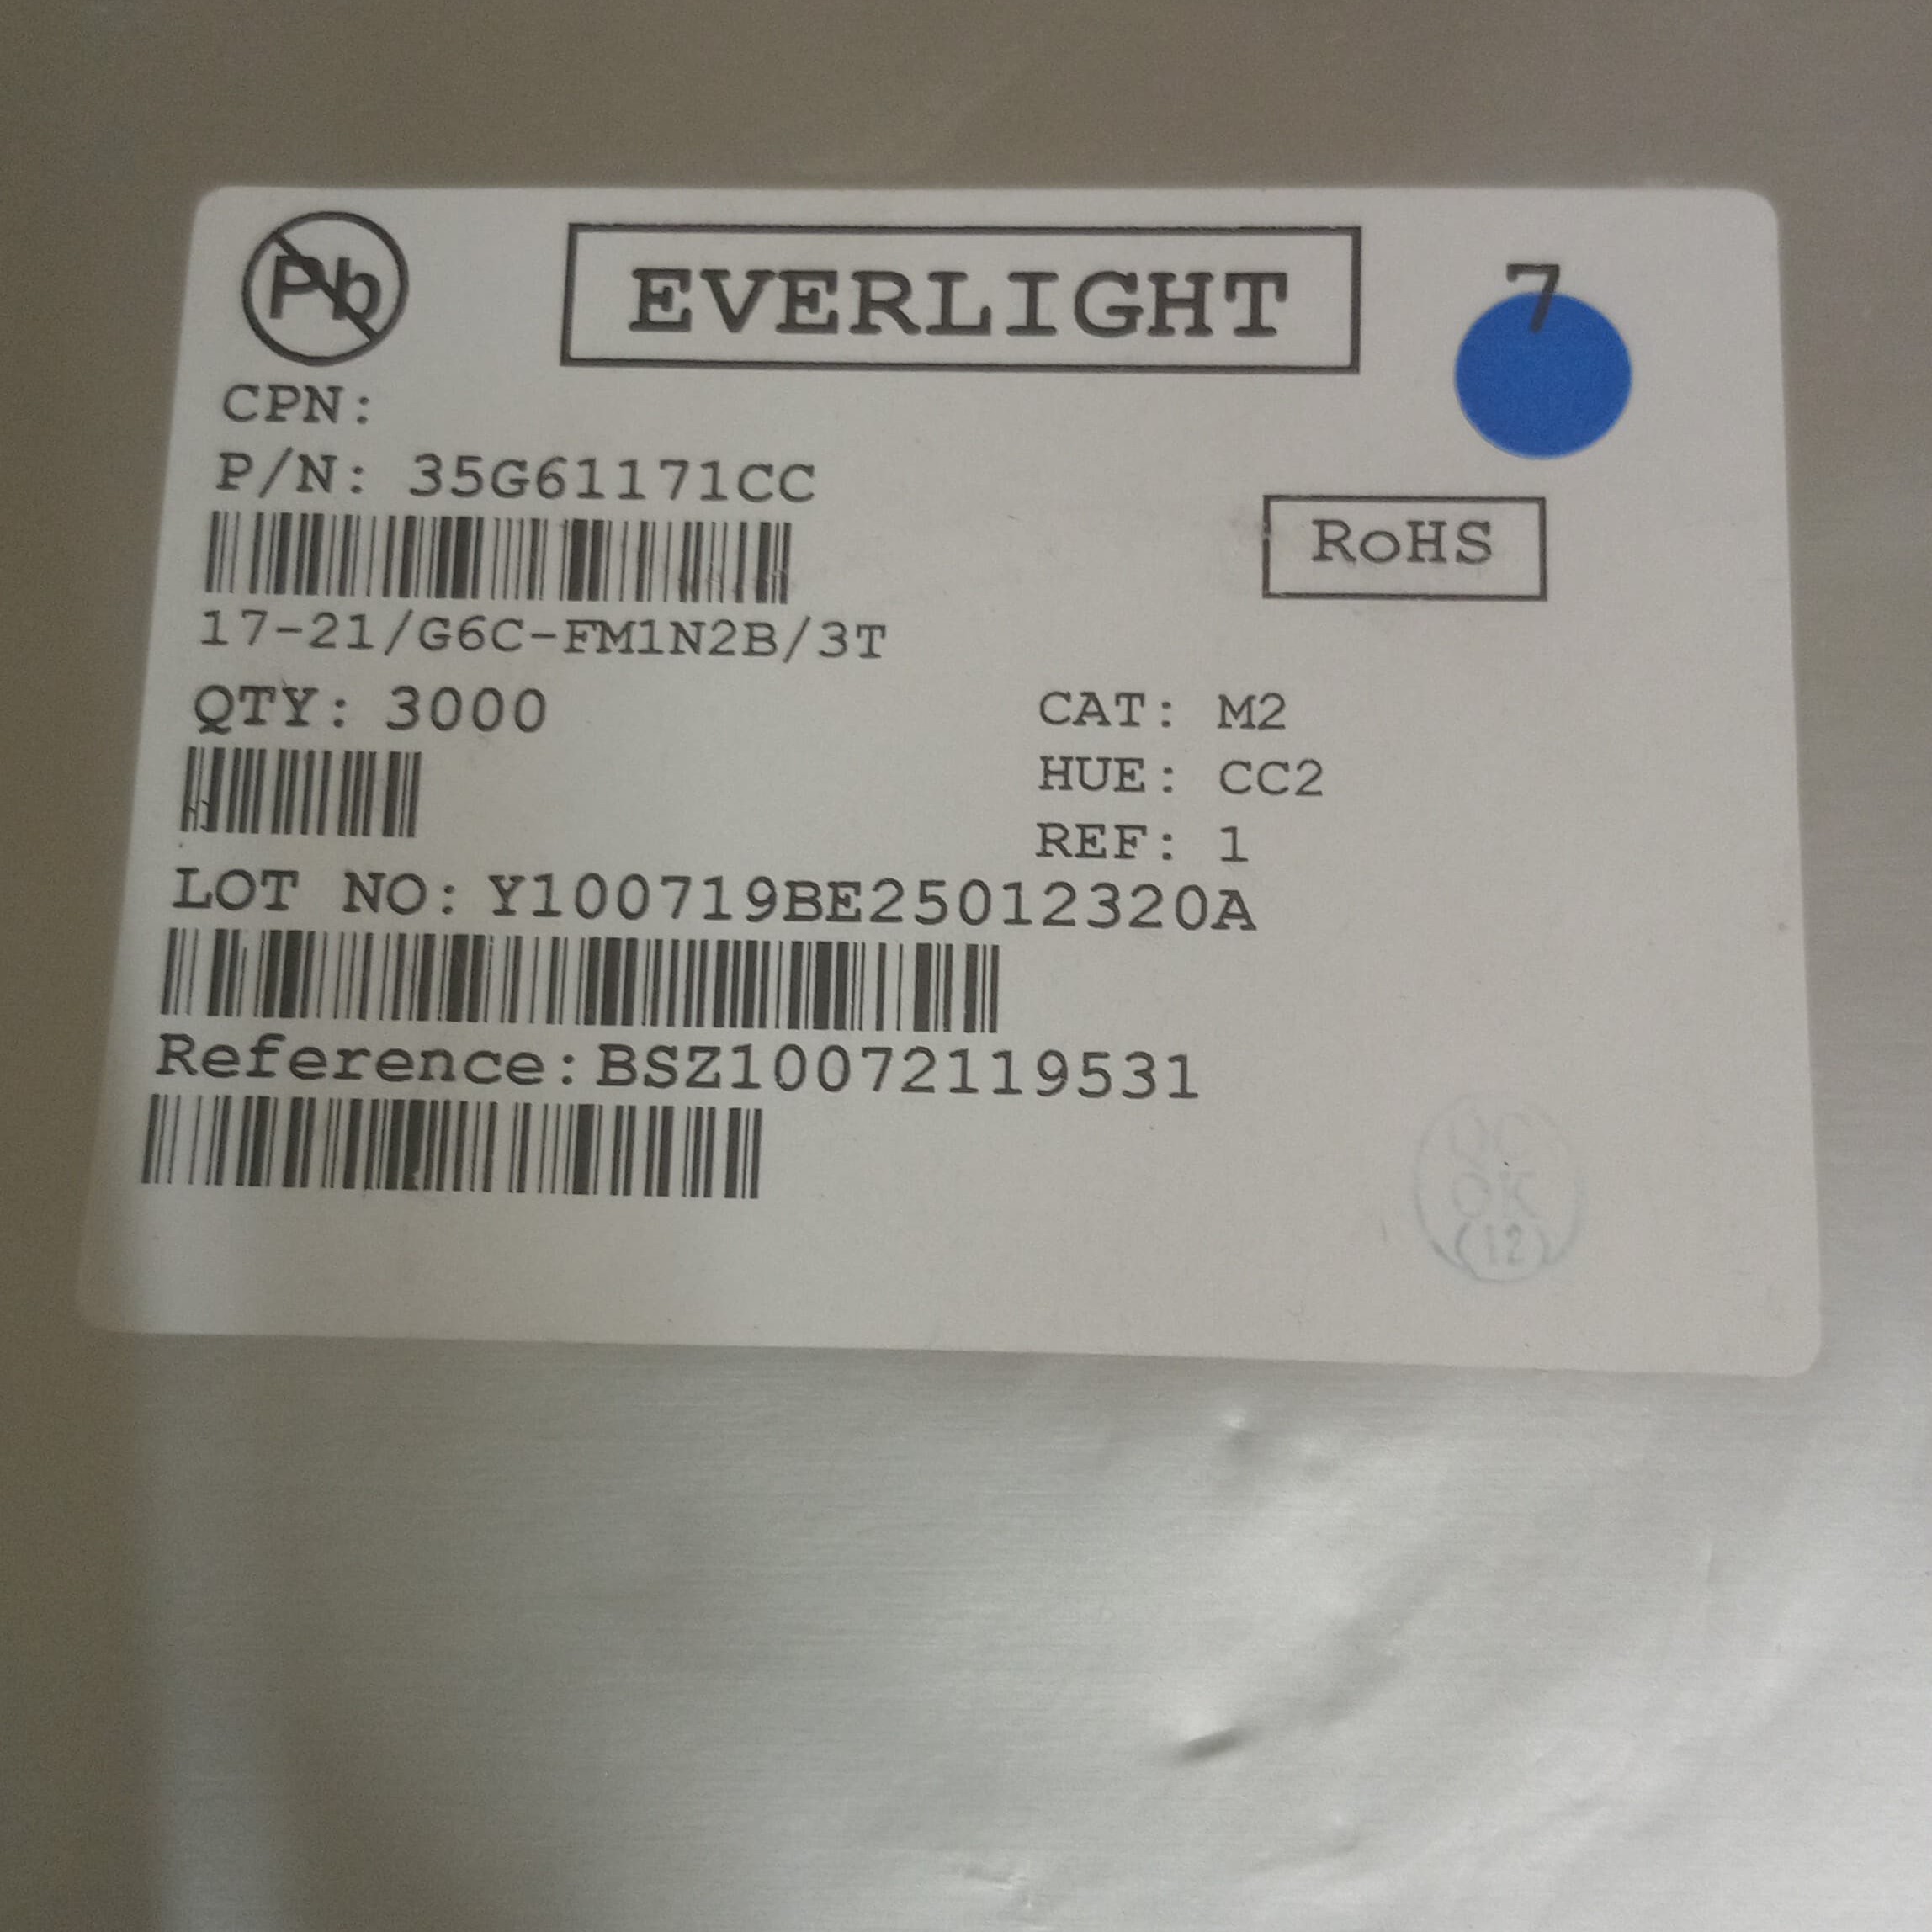 Pb
EVERLIGHT
7
CPN:
P/N: 35G61171CC
RoHS
17-21/G6C-FM1N2B/3T
QTY: 3000
CAT: M2
HUE: CC2
REF: 1
LOT NO: Y100719BE25012320A
Reference:BSZ10072119531
QC
OK
(12)